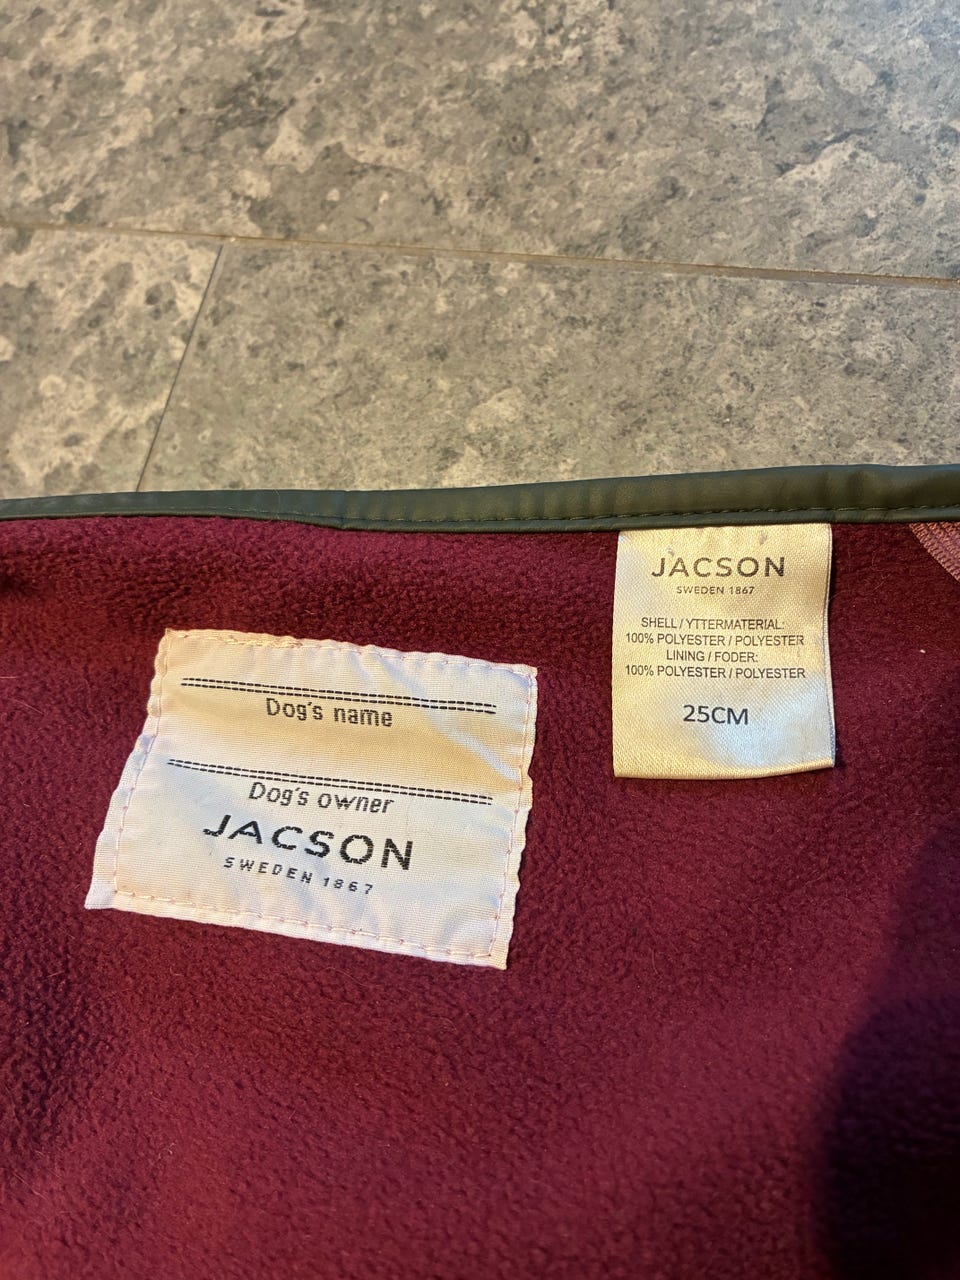 Dog's name
Dog's owner
JACSON
SWEDEN 1867
JACSON
SWEDEN 1867
SHELL / YTTERMATERIAL:
100% POLYESTER / POLYESTER
LINING / FODER:
100% POLYESTER / POLYESTER
25CM